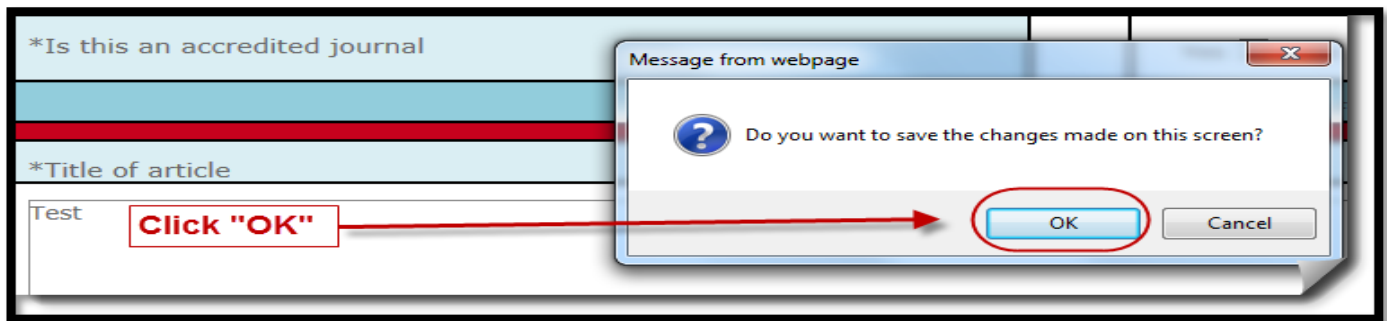 *Is this an accredited journal
Message from webpage
Do you want to save the changes made on this screen?
*Title of article
Test
Click "OK"
OK
Cancel